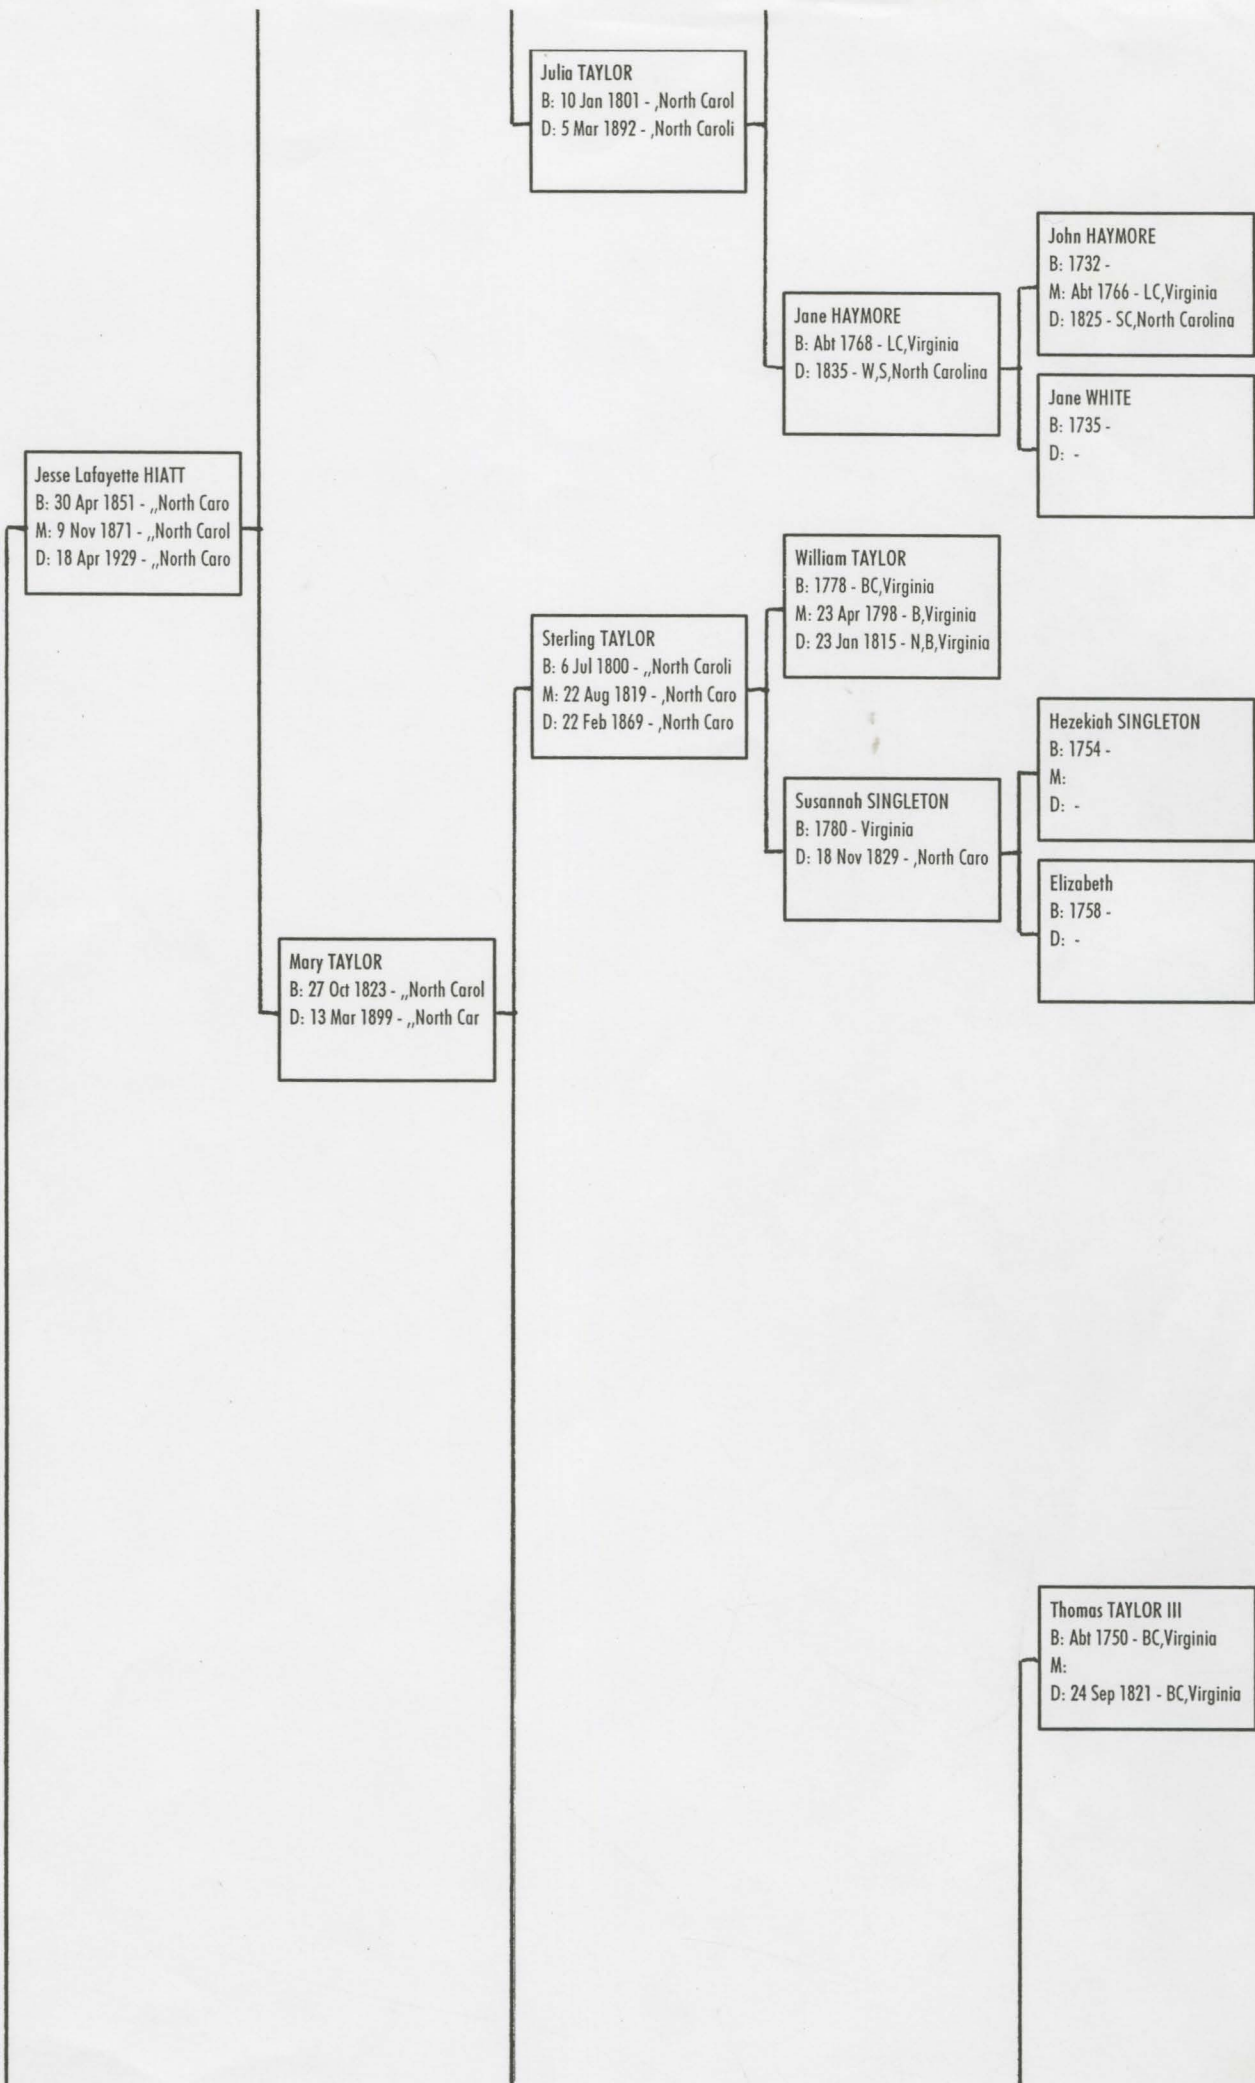 Julia TAYLOR
B: 10 Jan 1801 - ,North Carol
D: 5 Mar 1892 - ,North Caroli
John HAYMORE
B: 1732 -
M: Abt 1766 - LC,Virginia
D: 1825 - SC,North Carolina
Jane HAYMORE
B: Abt 1768 - LC,Virginia
D: 1835 - W,S,North Carolina
Jane WHITE
B: 1735 -
D: -
Jesse Lafayette HIATT
B: 30 Apr 1851 - ,,North Caro
M: 9 Nov 1871 - ,,North Carol
D: 18 Apr 1929 - ,,North Caro
William TAYLOR
B: 1778 - BC,Virginia
M: 23 Apr 1798 - B,Virginia
D: 23 Jan 1815 - N,B,Virginia
Sterling TAYLOR
B: 6 Jul 1800 - ,,North Caroli
M: 22 Aug 1819 - ,North Caro
D: 22 Feb 1869 - ,North Caro
Hezekiah SINGLETON
B: 1754 -
M:
D: -
Susannah SINGLETON
B: 1780 - Virginia
D: 18 Nov 1829 - ,North Caro
Elizabeth
B: 1758 -
D: -
Mary TAYLOR
B: 27 Oct 1823 - ,,North Carol
D: 13 Mar 1899 - ,,North Car
Thomas TAYLOR III
B: Abt 1750 - BC,Virginia
M:
D: 24 Sep 1821 - BC,Virginia